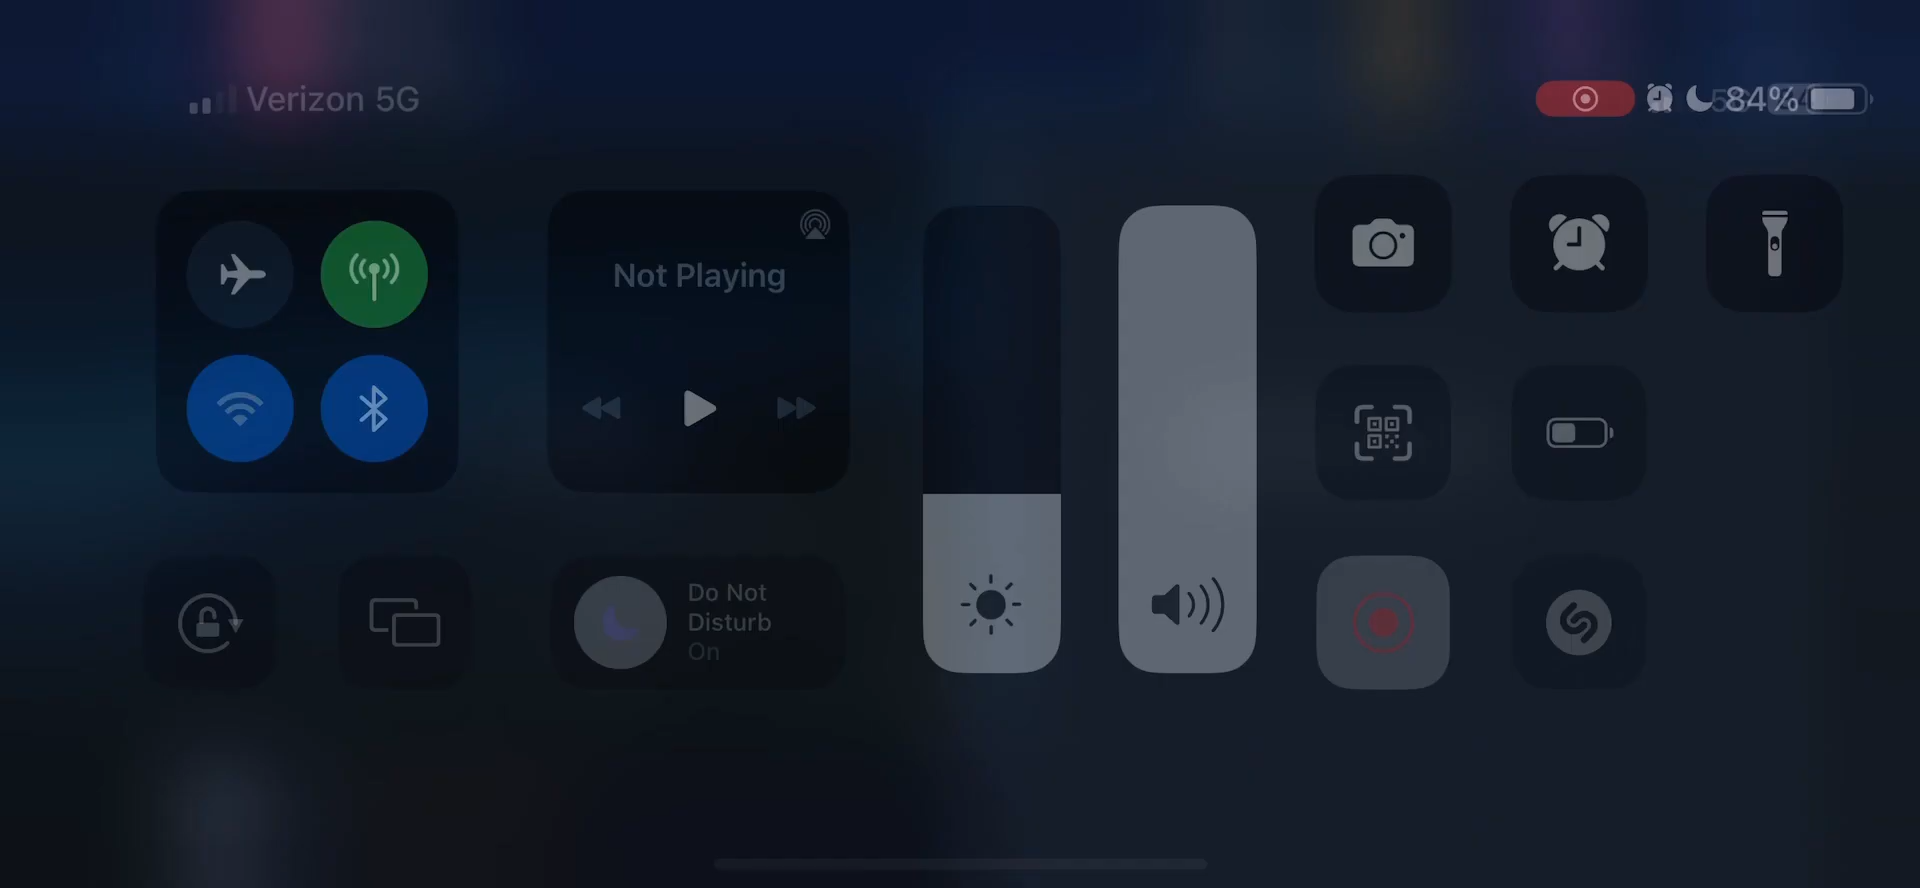 Verizon 5G
84%
Not Playing
Do Not
Disturb
On